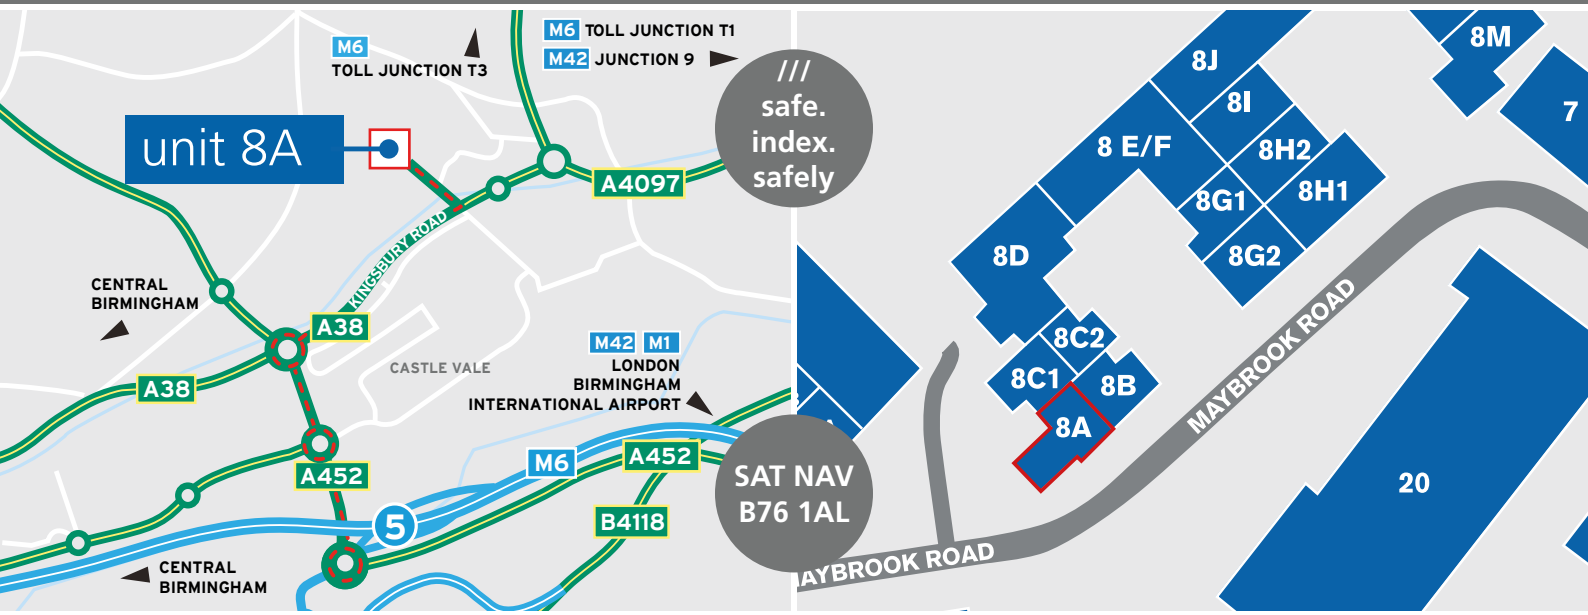 M6
TOLL JUNCTION T3
M6 TOLL JUNCTION T1
M42 JUNCTION 9
unit 8A
A4097
KINGSBURY ROAD
CENTRAL
BIRMINGHAM
A38
A38
CASTLE VALE
M42 M1
LONDON
BIRMINGHAM
INTERNATIONAL AIRPORT
A452
M6
A452
5
B4118
CENTRAL
BIRMINGHAM
///
safe.
index.
safely
SAT NAV
B76 1AL
8J
8I
8 E/F
8H2
8H1
8G1
8G2
8D
8C2
8C1
8B
8A
8M
7
20
MAYBROOK ROAD
AYBROOK ROAD